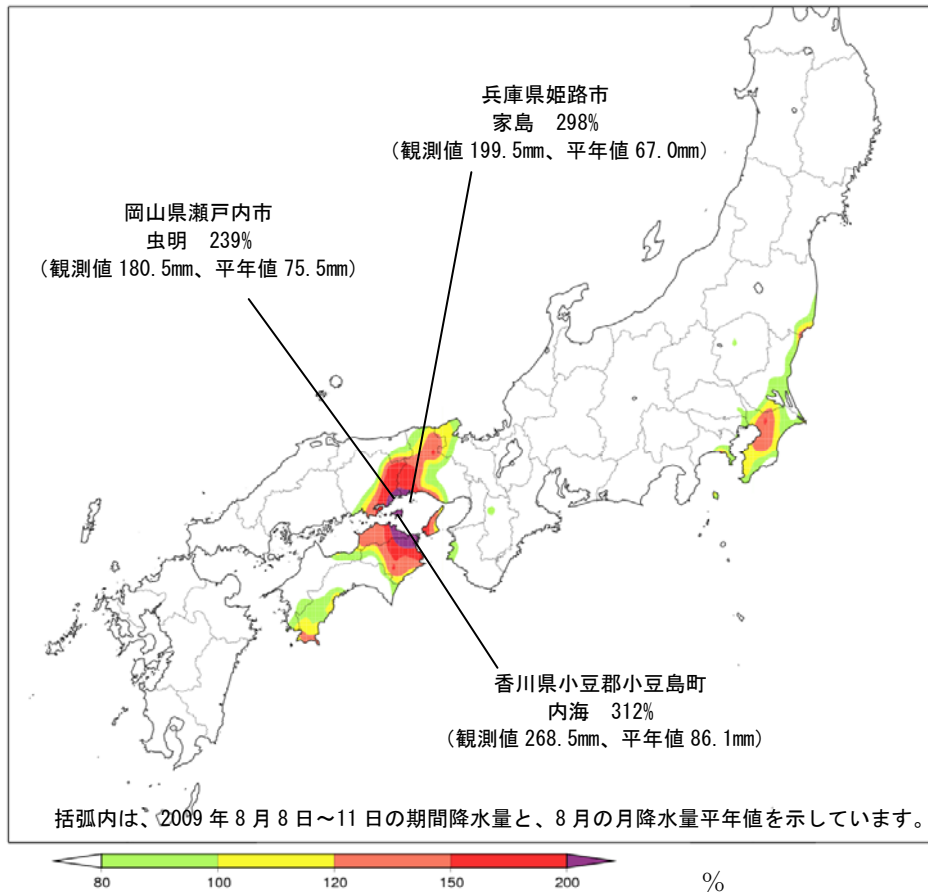 兵庫県姫路市
家島　298%
（観測値 199.5mm、平年値 67.0mm）
岡山県瀬戸内市
虫明　239%
（観測値 180.5mm、平年値 75.5mm）
香川県小豆郡小豆島町
内海　312%
（観測値 268.5mm、平年値 86.1mm）
括弧内は、2009 年 8 月 8 日～11 日の期間降水量と、8 月の月降水量平年値を示しています。
80 100 120 150 200 %